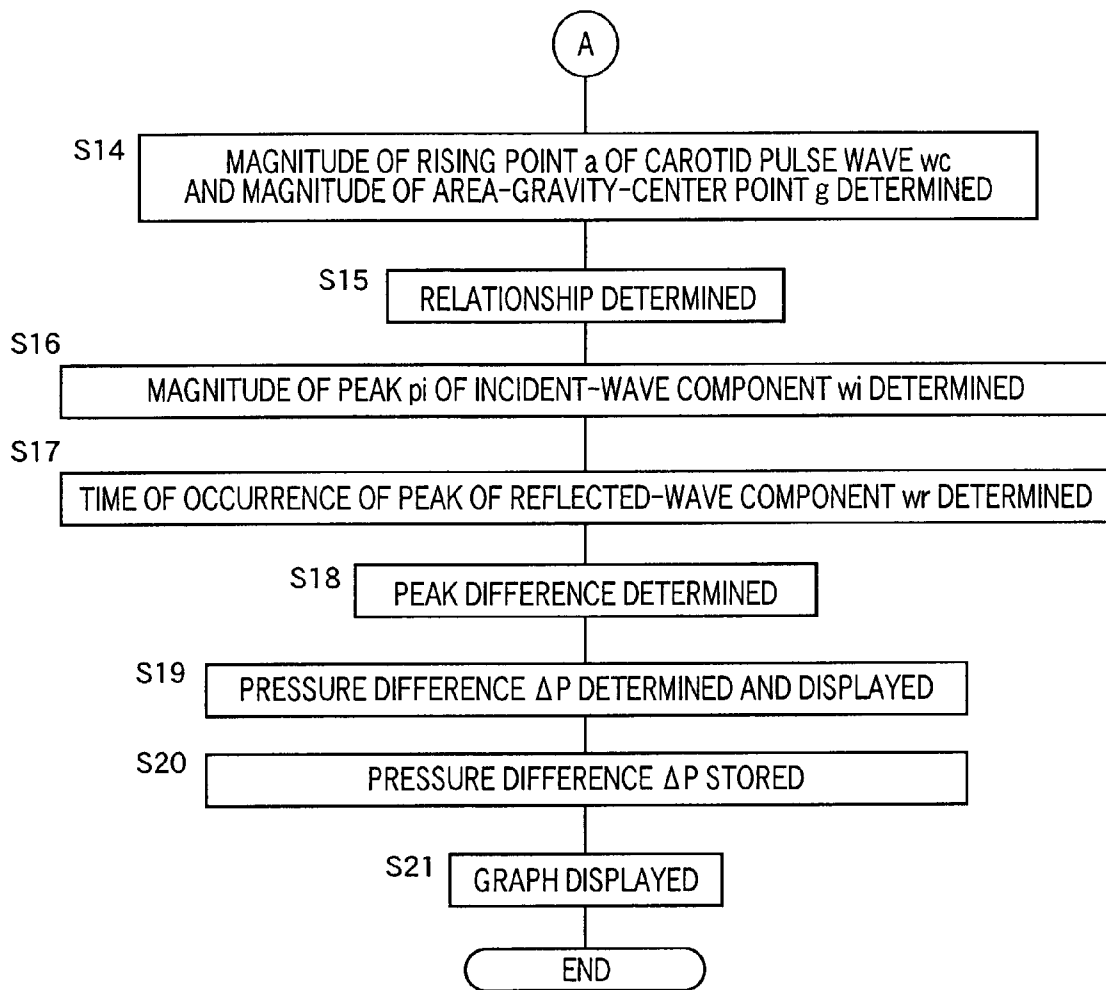 A
S14
MAGNITUDE OF RISING POINT a OF CAROTID PULSE WAVE wc
AND MAGNITUDE OF AREA-GRAVITY-CENTER POINT g DETERMINED
S15
RELATIONSHIP DETERMINED
S16
MAGNITUDE OF PEAK pi OF INCIDENT-WAVE COMPONENT wi DETERMINED
S17
TIME OF OCCURRENCE OF PEAK OF REFLECTED-WAVE COMPONENT wr DETERMINED
S18
PEAK DIFFERENCE DETERMINED
S19
PRESSURE DIFFERENCE ΔP DETERMINED AND DISPLAYED
S20
PRESSURE DIFFERENCE ΔP STORED
S21
GRAPH DISPLAYED
END